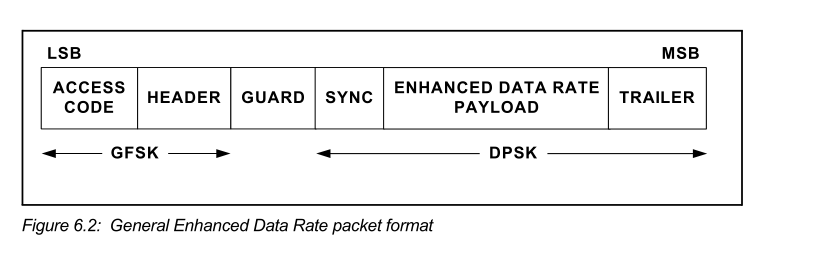 LSB MSB
ACCESS CODE HEADER GUARD SYNC ENHANCED DATA RATE PAYLOAD TRAILER
GFSK DPSK
Figure 6.2: General Enhanced Data Rate packet format